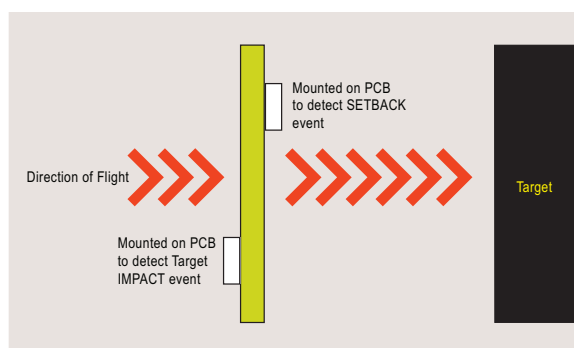 Mounted on PCB
to detect SETBACK
event
Direction of Flight
Target
Mounted on PCB
to detect Target
IMPACT event